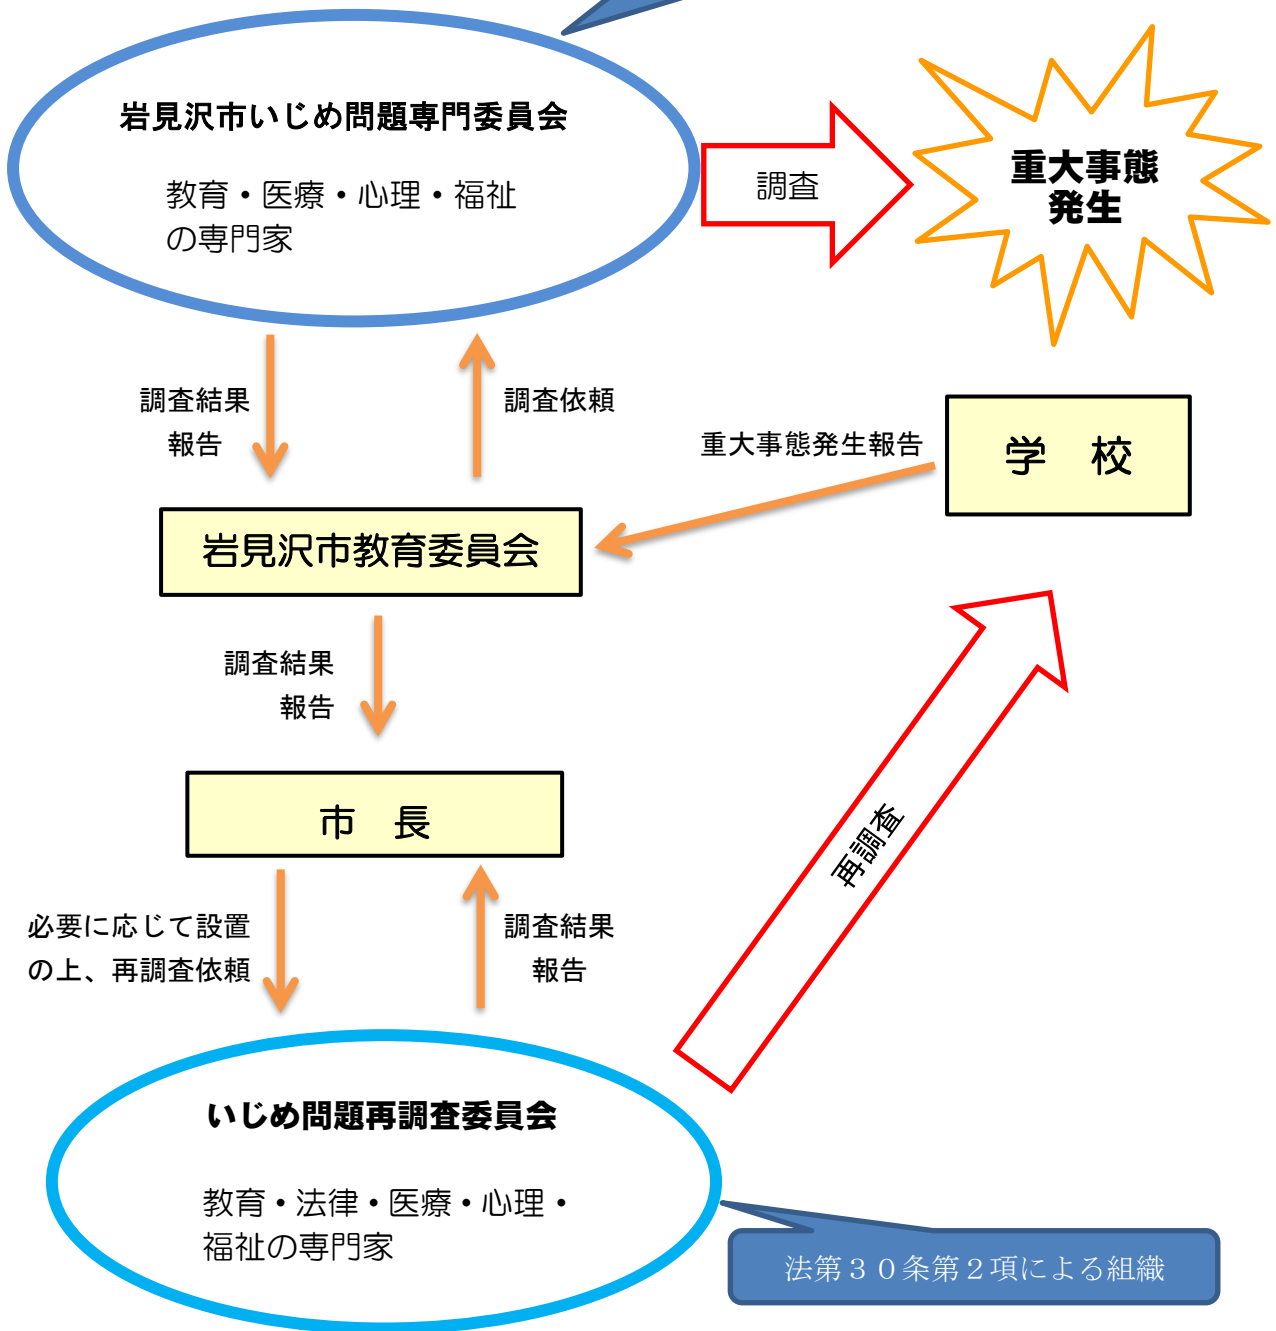 岩見沢市いじめ問題専門委員会
教育・医療・心理・福祉
の専門家
調査
重大事態
発生
調査結果
報告
調査依頼
重大事態発生報告
学　校
岩見沢市教育委員会
調査結果
報告
市　長
再調査
必要に応じて設置
の上、再調査依頼
調査結果
報告
いじめ問題再調査委員会
教育・法律・医療・心理・
福祉の専門家
法第３０条第２項による組織